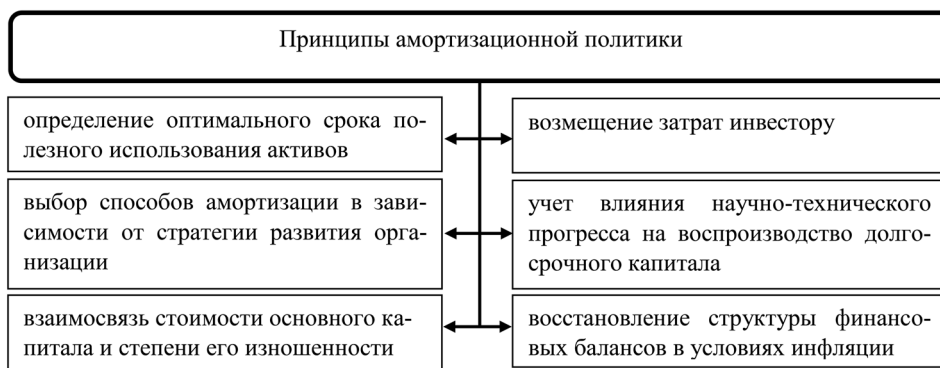 Принципы амортизационной политики
определение оптимального срока по-
лезного использования активов
возмещение затрат инвестору
выбор способов амортизации в зави-
симости от стратегии развития орга-
низации
учет влияния научно-технического
прогресса на воспроизводство долго-
срочного капитала
взаимосвязь стоимости основного ка-
питала и степени его изношенности
восстановление структуры финансо-
вых балансов в условиях инфляции